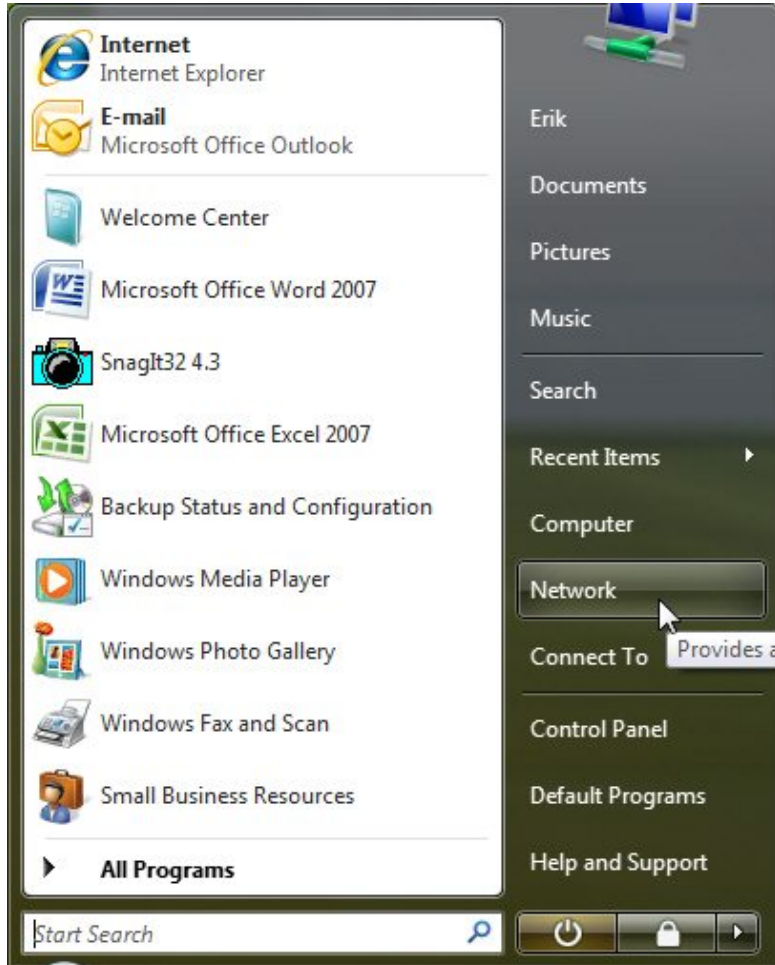 Internet
Internet Explorer
E-mail
Microsoft Office Outlook
Welcome Center
Microsoft Office Word 2007
SnagIt32 4.3
Microsoft Office Excel 2007
Backup Status and Configuration
Windows Media Player
Windows Photo Gallery
Windows Fax and Scan
Small Business Resources
All Programs
Start Search
Erik
Documents
Pictures
Music
Search
Recent Items
Computer
Network
Provides a
Connect To
Control Panel
Default Programs
Help and Support